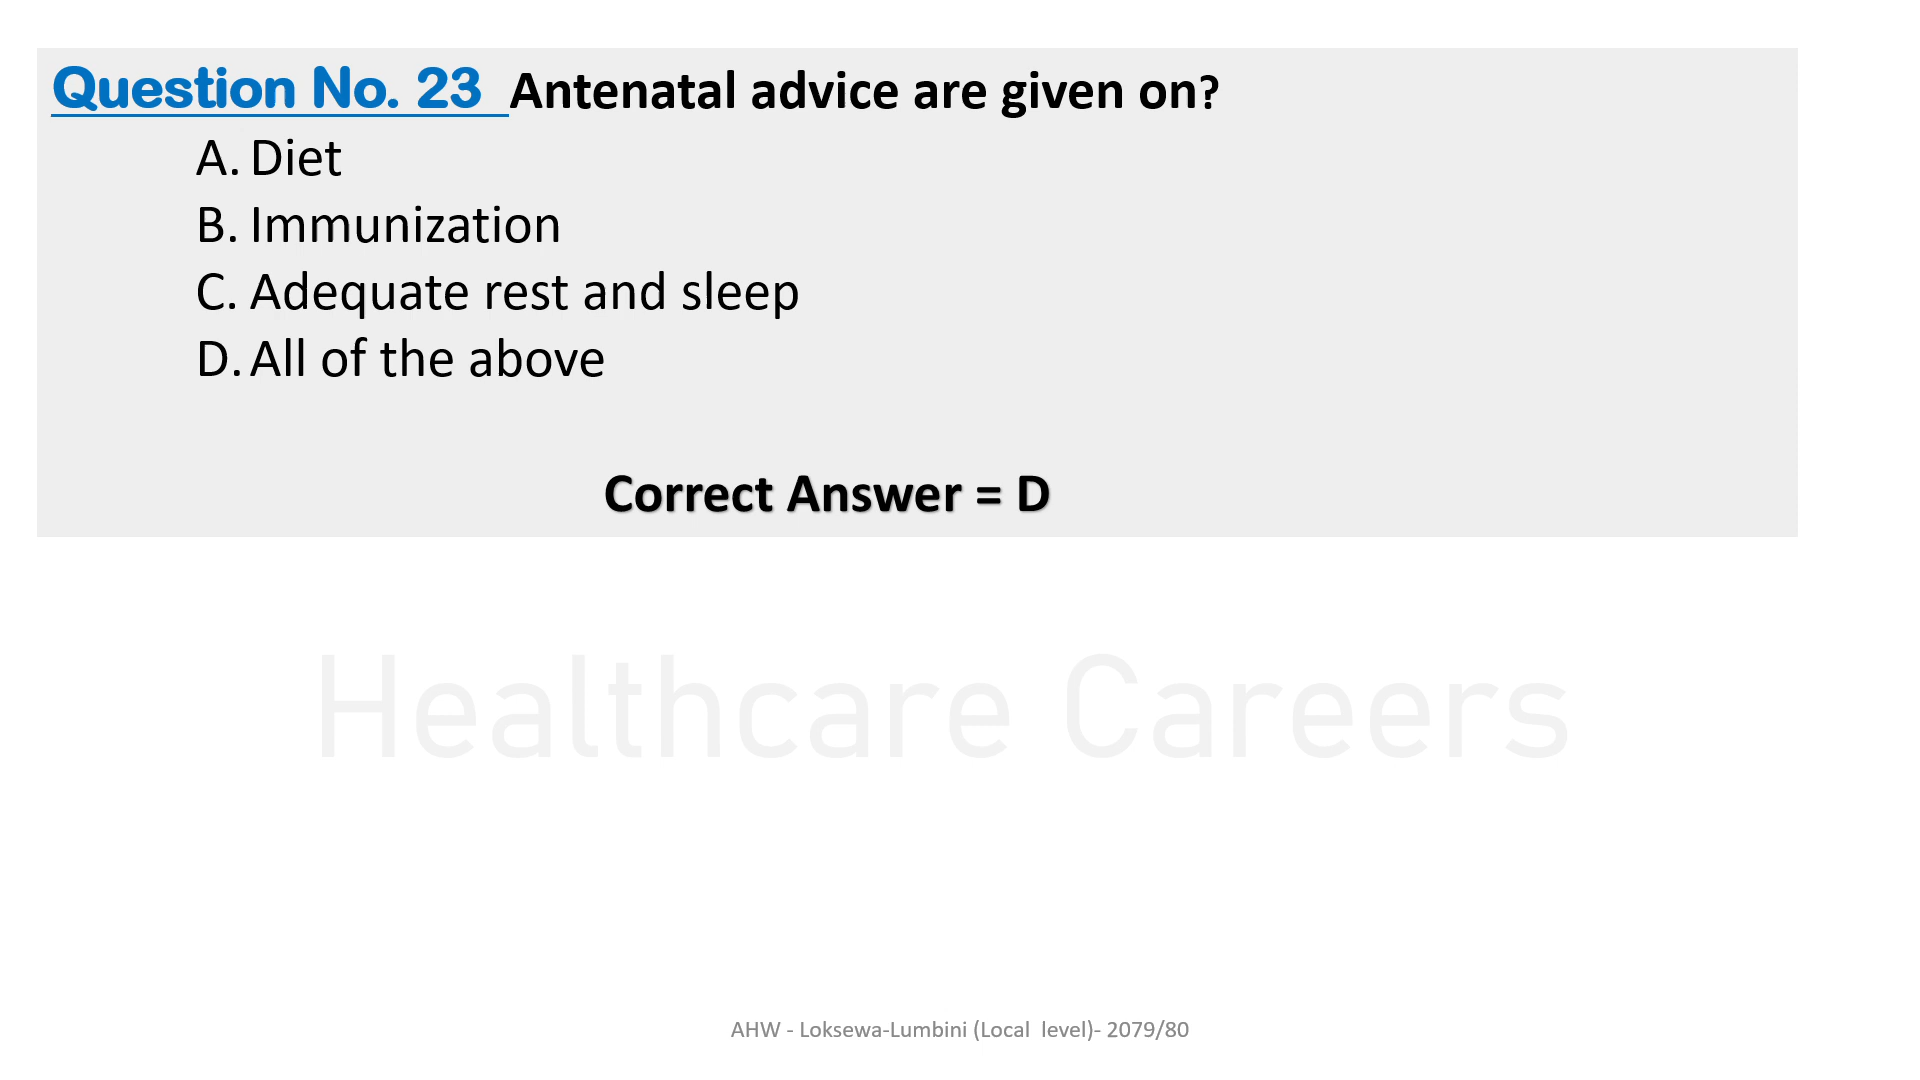 Question No. 23 Antenatal advice are given on?
A. Diet
B. Immunization
C. Adequate rest and sleep
D. All of the above
Correct Answer = D
Healthcare Careers
AHW - Loksewa-Lumbini (Local level)- 2079/80